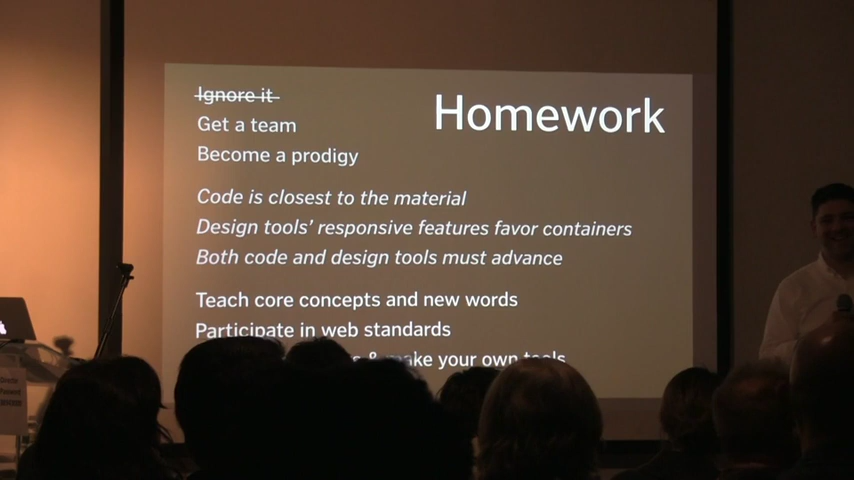 Homework
Ignore it
Get a team
Become a prodigy
Code is closest to the material
Design tools' responsive features favor containers
Both code and design tools must advance
Teach core concepts and new words
Participate in web standards
& make your own tools